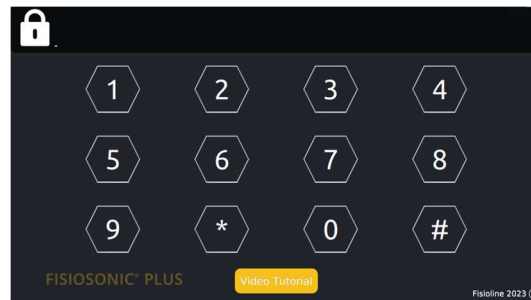 1 2 3 4
5 6 7 8
9 * 0 #
FISIOSONIC® PLUS
Video Tutorial
Fisioline 2023